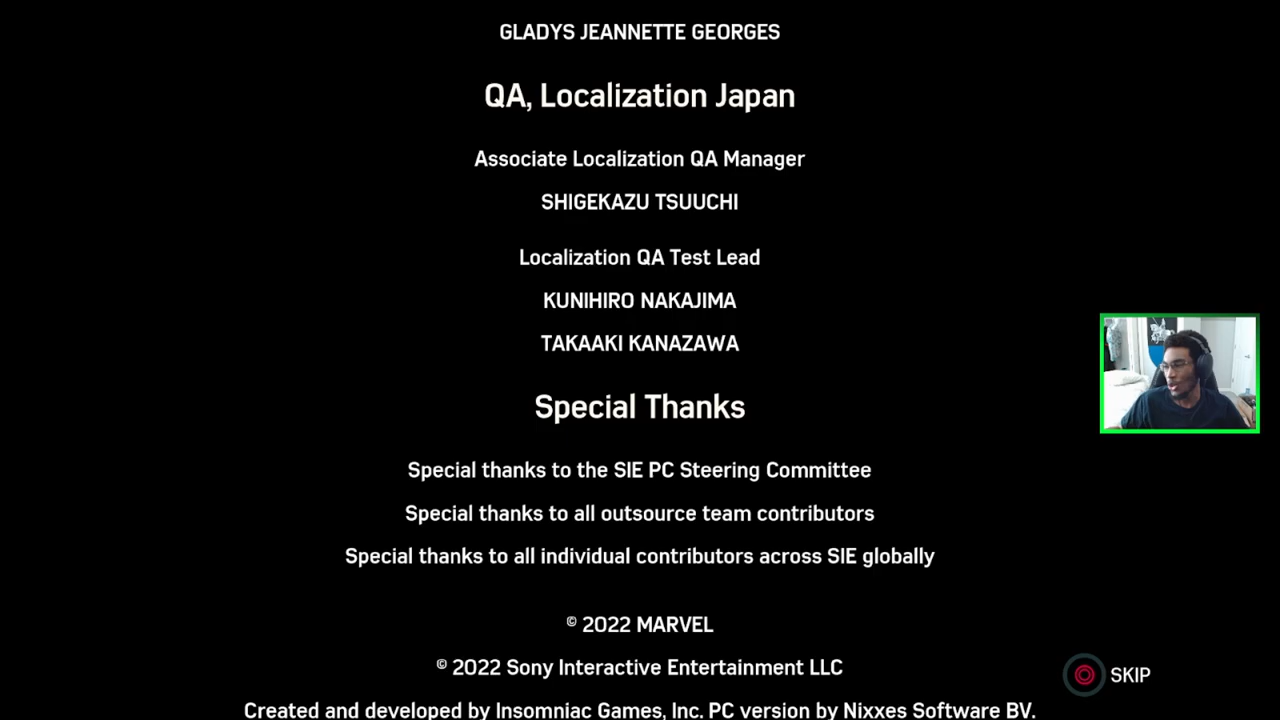 GLADYS JEANNETTE GEORGES
QA, Localization Japan
Associate Localization QA Manager
SHIGEKAZU TSUUCHI
Localization QA Test Lead
KUNIHIRO NAKAJIMA
TAKAAKI KANAZAWA
Special Thanks
Special thanks to the SIE PC Steering Committee
Special thanks to all outsource team contributors
Special thanks to all individual contributors across SIE globally
© 2022 MARVEL
© 2022 Sony Interactive Entertainment LLC
SKIP
Created and developed by Insomniac Games, Inc. PC version by Nixxes Software BV.